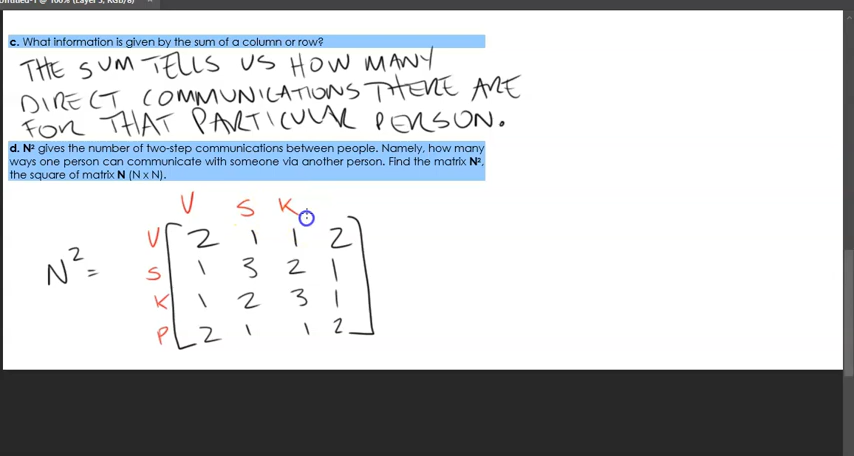 c. What information is given by the sum of a column or row?
THE SUM TELLS US HOW MANY
DIRECT COMMUNICATIONS THERE ARE
FOR THAT PARTICULAR PERSON.
d. N² gives the number of two-step communications between people. Namely, how many
ways one person can communicate with someone via another person. Find the matrix N²,
the square of matrix N (N x N).
V S K
V 2 1 1 2
N² = S 1 3 2 1
K 1 2 3 1
P 2 1 1 2